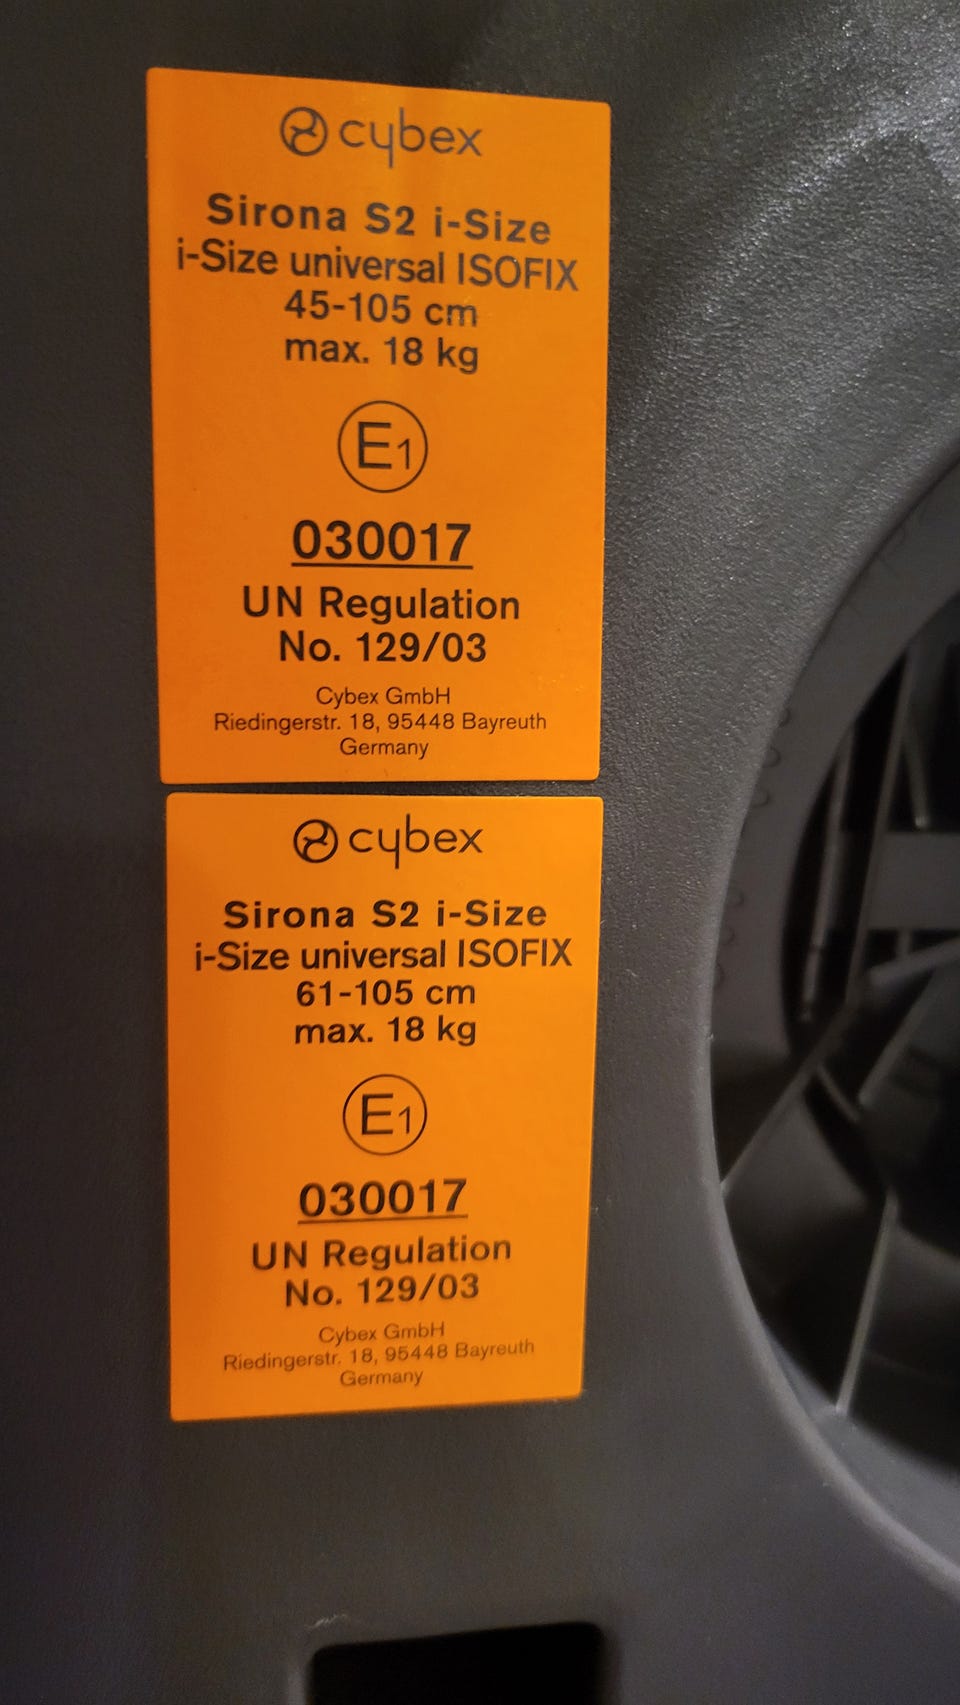 cybex
Sirona S2 i-Size
i-Size universal ISOFIX
45-105 cm
max. 18 kg
E1
030017
UN Regulation
No. 129/03
Cybex GmbH
Riedingerstr. 18, 95448 Bayreuth
Germany
cybex
Sirona S2 i-Size
i-Size universal ISOFIX
61-105 cm
max. 18 kg
E1
030017
UN Regulation
No. 129/03
Cybex GmbH
Riedingerstr. 18, 95448 Bayreuth
Germany